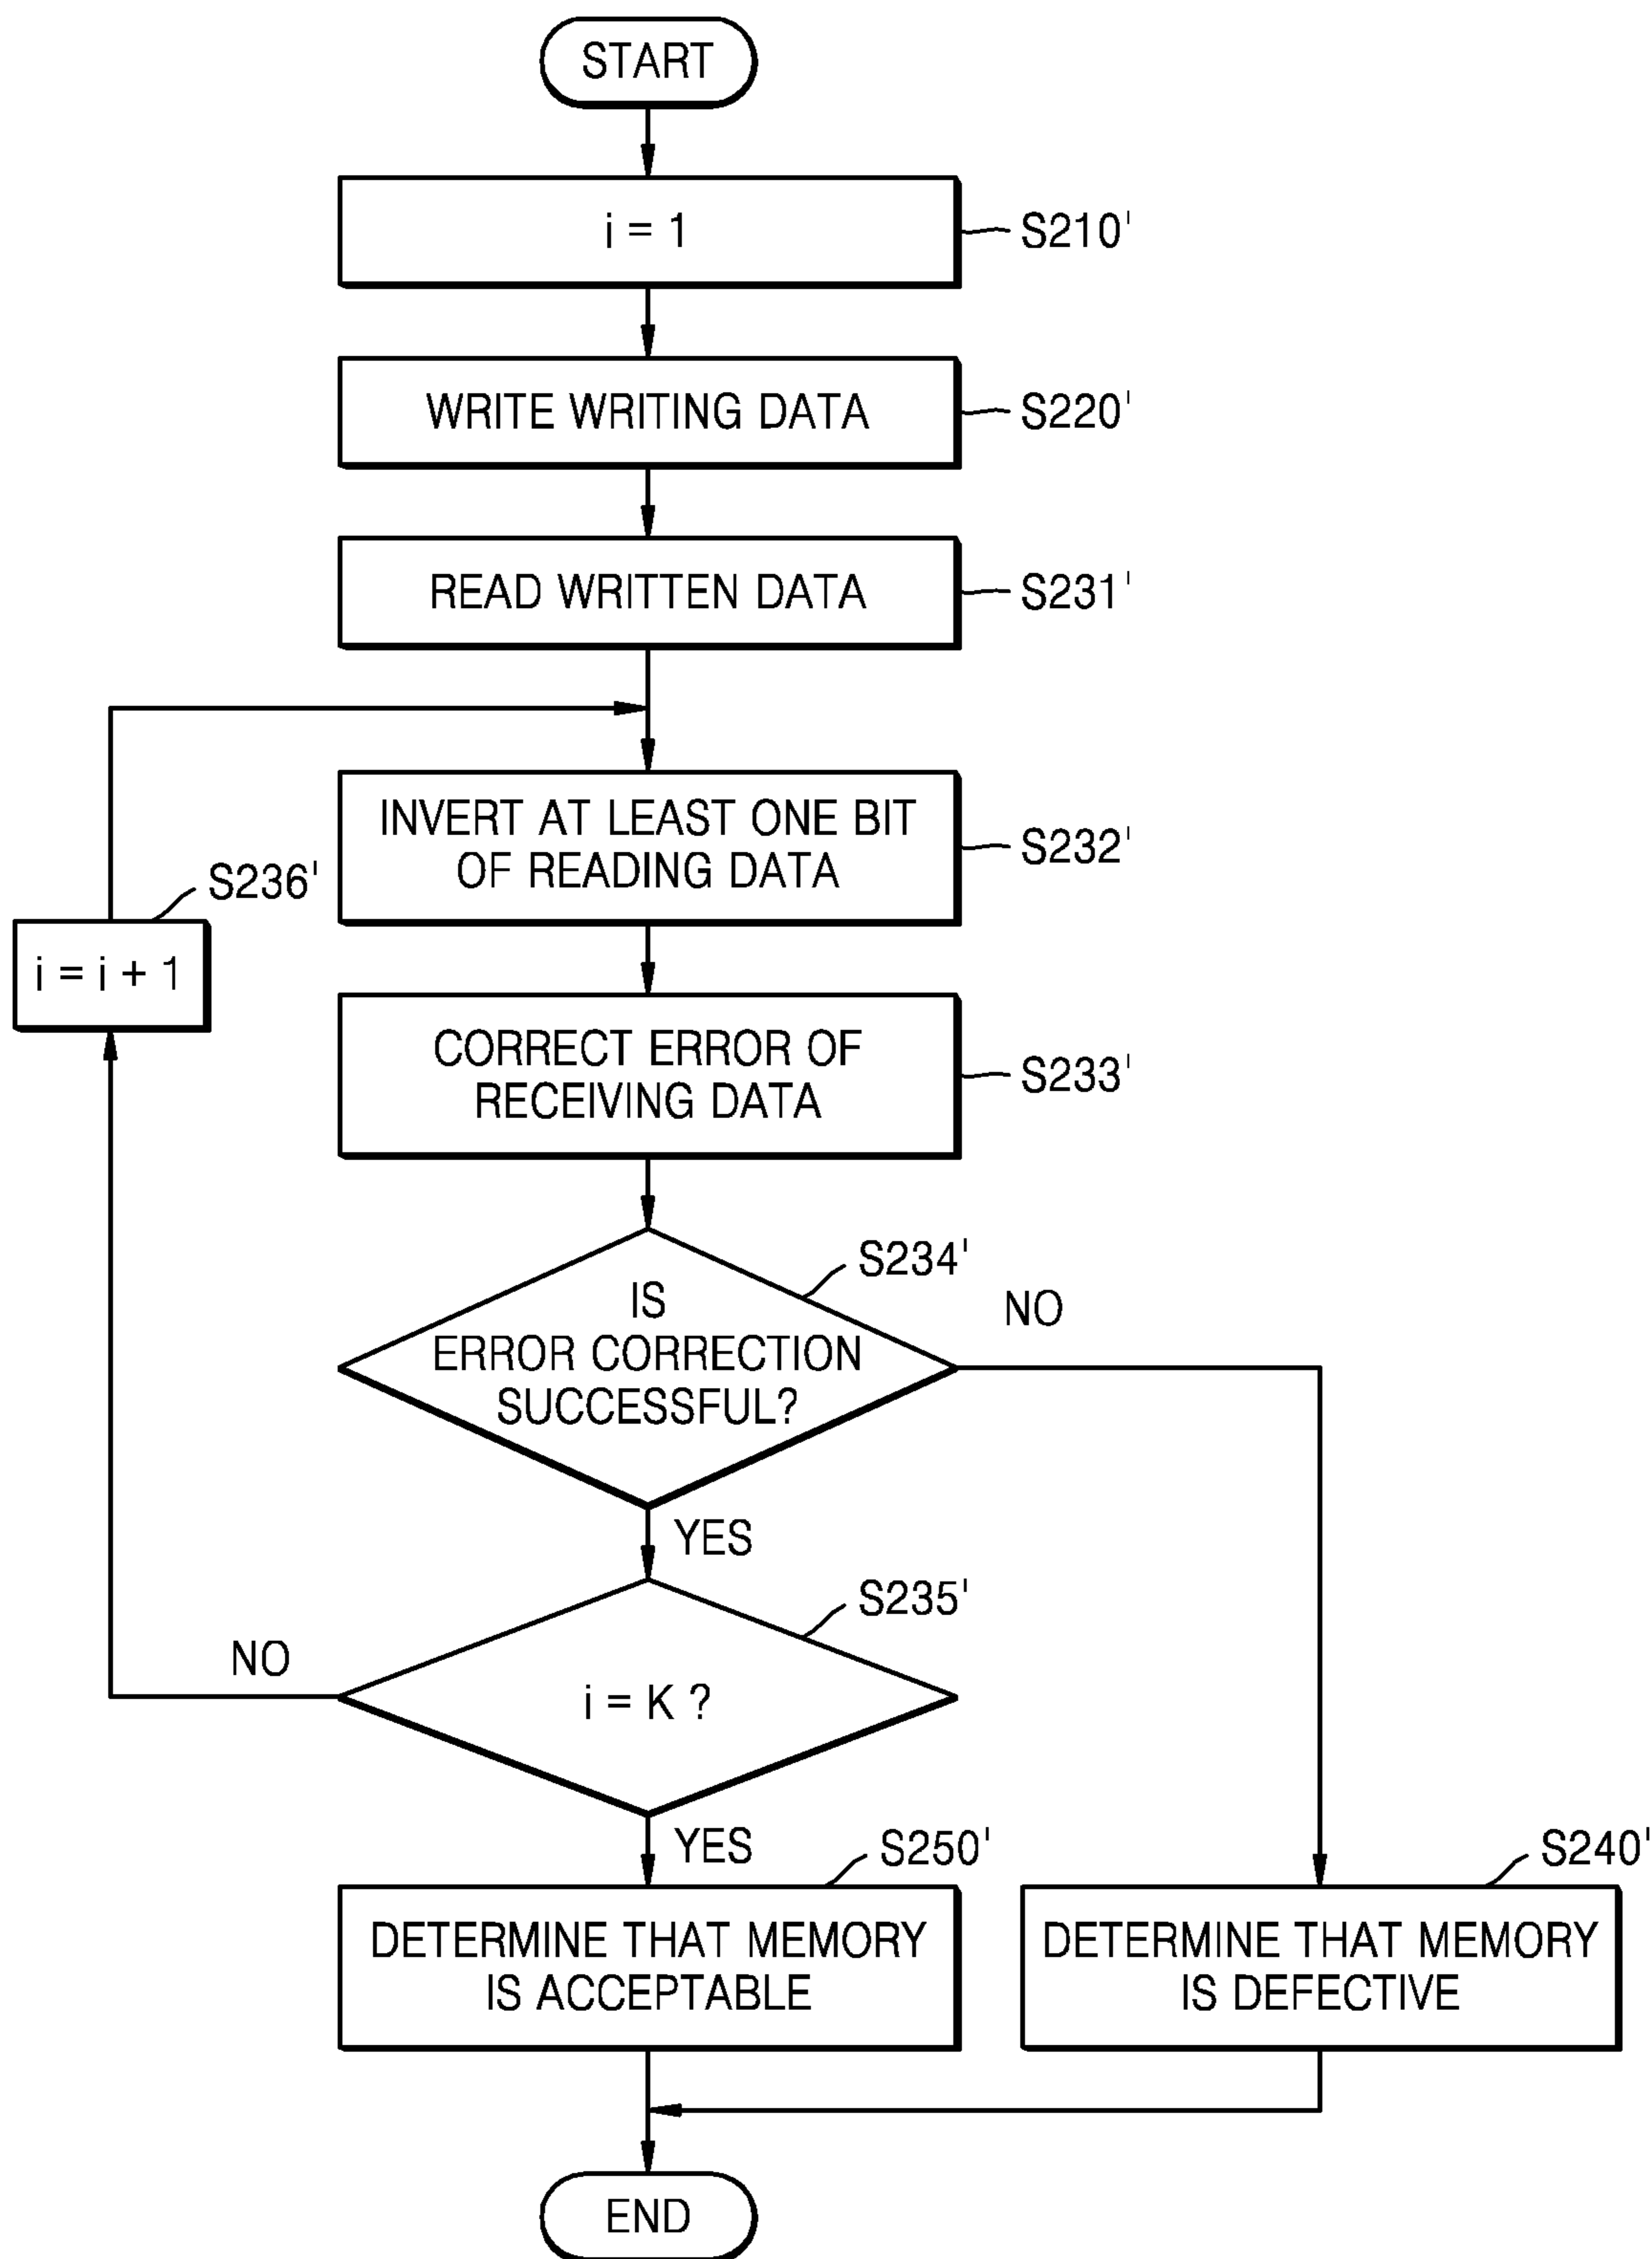 START
i = 1
S210'
WRITE WRITING DATA
S220'
READ WRITTEN DATA
S231'
INVERT AT LEAST ONE BIT
OF READING DATA
S232'
S236'
i = i + 1
CORRECT ERROR OF
RECEIVING DATA
S233'
S234'
IS
ERROR CORRECTION
SUCCESSFUL?
NO
YES
S235'
NO
i = K ?
YES
S250'
S240'
DETERMINE THAT MEMORY
IS ACCEPTABLE
DETERMINE THAT MEMORY
IS DEFECTIVE
END